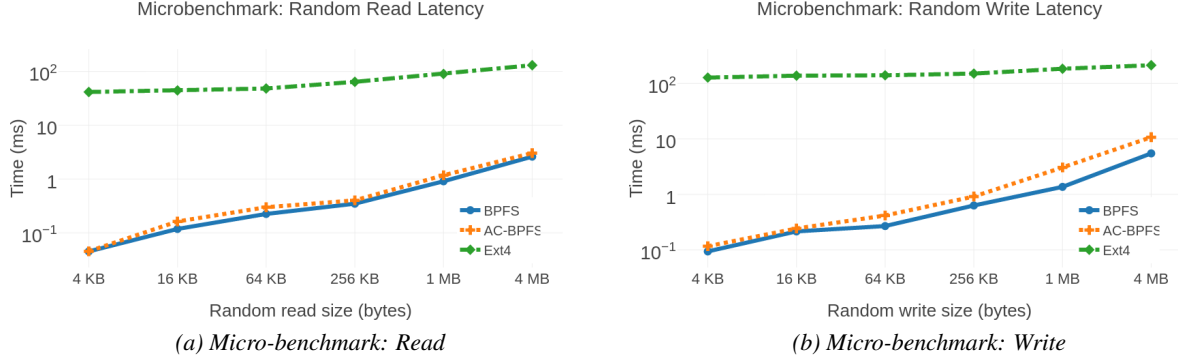 Microbenchmark: Random Read Latency
10²
10
1
10⁻¹
Time (ms)
BPFS
AC-BPFS
Ext4
4 KB 16 KB 64 KB 256 KB 1 MB 4 MB
Random read size (bytes)
(a) Micro-benchmark: Read
Microbenchmark: Random Write Latency
10²
10
1
10⁻¹
Time (ms)
BPFS
AC-BPFS
Ext4
4 KB 16 KB 64 KB 256 KB 1 MB 4 MB
Random write size (bytes)
(b) Micro-benchmark: Write